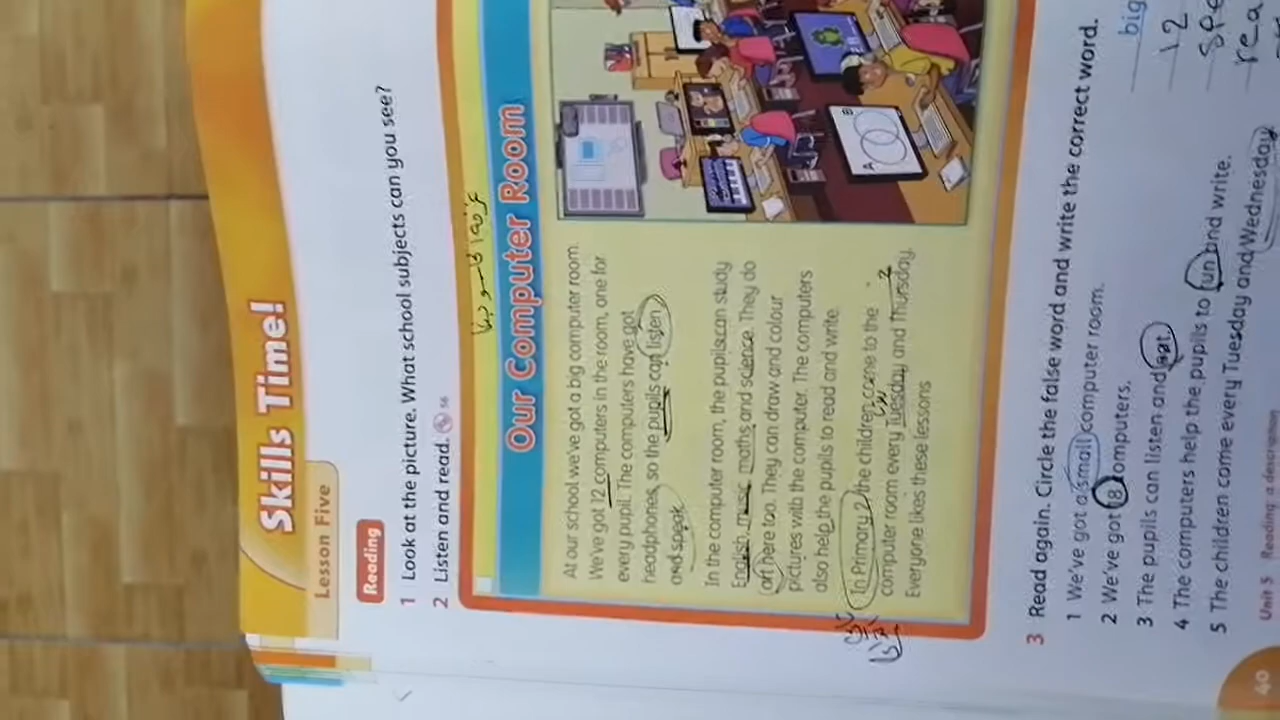 Skills Time!
Lesson Five
Reading
1 Look at the picture. What school subjects can you see?
2 Listen and read. 56
Our Computer Room
At our school we've got a big computer room.
We've got 12 computers in the room, one for
every pupil. The computers have got
headphones, so the pupils can listen
and speak.
In the computer room, the pupils can study
English, music, maths and science. They do
art here too. They can draw and colour
pictures with the computer. The computers
also help the pupils to read and write.
In Primary 2, the children come to the
computer room every Tuesday and Thursday.
Everyone likes these lessons
A
B
3 Read again. Circle the false word and write the correct word.
1 We've got a small computer room.
big
2 We've got 8 computers.
12
3 The pupils can listen and eat.
spe
4 The computers help the pupils to run and write.
rea
5 The children come every Tuesday and Wednesday
40
Unit 5 Reading a description